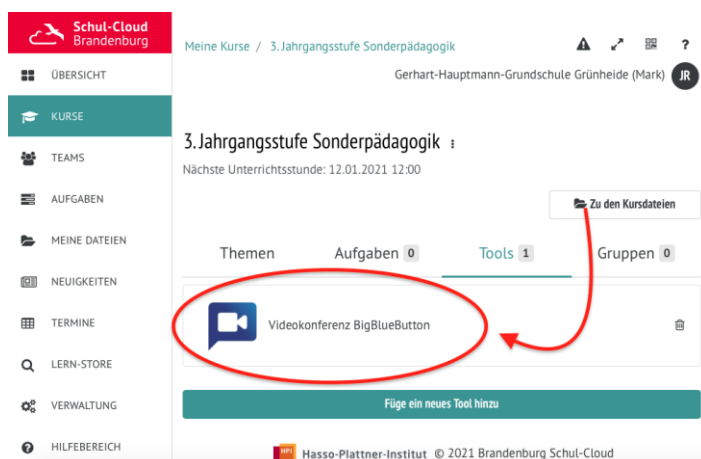 Schul-Cloud
Brandenburg
ÜBERSICHT
KURSE
TEAMS
AUFGABEN
MEINE DATEIEN
NEUIGKEITEN
TERMINE
LERN-STORE
VERWALTUNG
HILFEBEREICH
Meine Kurse / 3. Jahrgangsstufe Sonderpädagogik
?
Gerhart-Hauptmann-Grundschule Grünheide (Mark) JR
3. Jahrgangsstufe Sonderpädagogik
Nächste Unterrichtsstunde: 12.01.2021 12:00
Zu den Kursdateien
Themen Aufgaben 0 Tools 1 Gruppen 0
Videokonferenz BigBlueButton
Füge ein neues Tool hinzu
HPI Hasso-Plattner-Institut © 2021 Brandenburg Schul-Cloud